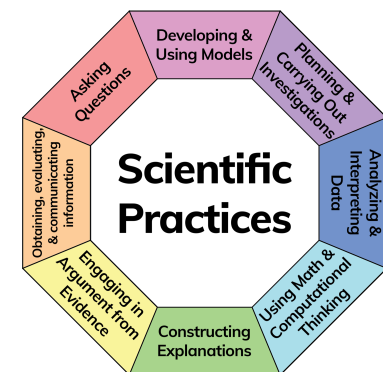 Scientific
Practices
Asking
Questions
Developing &
Using Models
Planning &
Carrying Out
Investigations
Analyzing &
Interpreting
Data
Using Math &
Computational
Thinking
Constructing
Explanations
Engaging in
Argument from
Evidence
Obtaining, evaluating,
& communicating
information